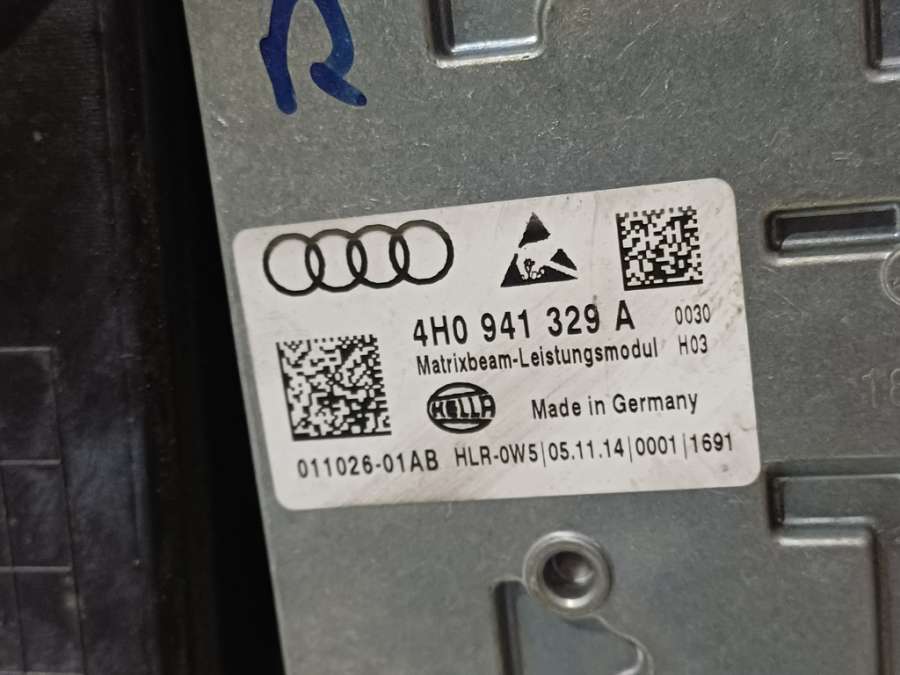 R
4H0 941 329 A 0030
Matrixbeam-Leistungsmodul H03
HELLA Made in Germany
011026-01AB HLR-0W5|05.11.14|0001|1691
18